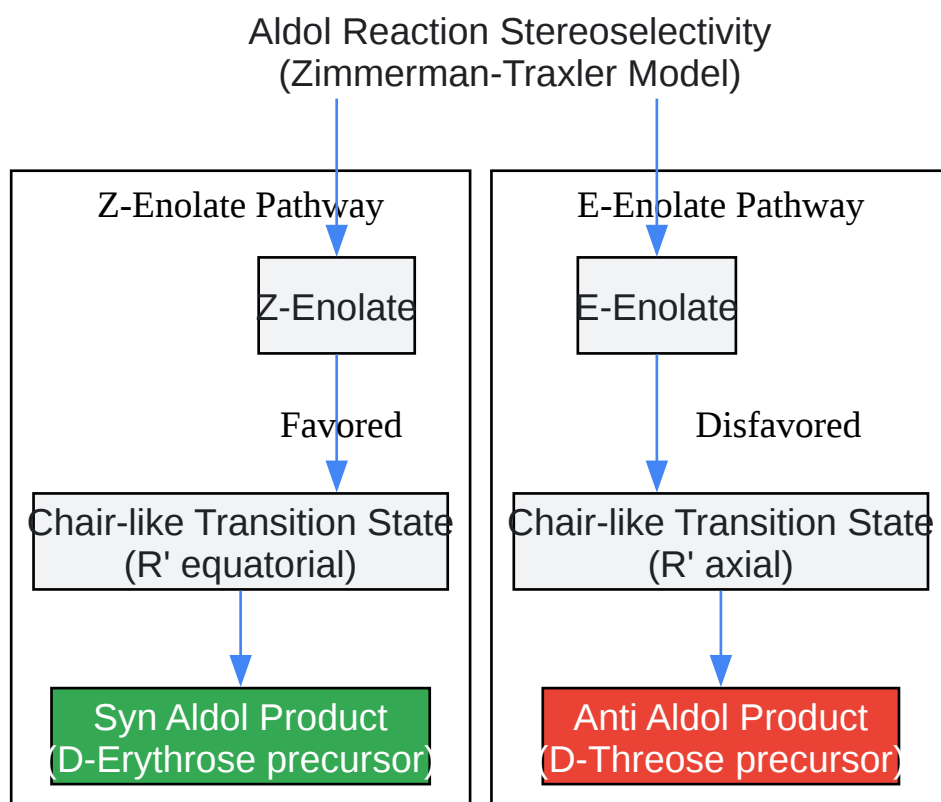 Aldol Reaction Stereoselectivity
(Zimmerman-Traxler Model)
Z-Enolate Pathway
Z-Enolate
Favored
Chair-like Transition State
(R' equatorial)
Syn Aldol Product
(D-Erythrose precursor)
E-Enolate Pathway
E-Enolate
Disfavored
Chair-like Transition State
(R' axial)
Anti Aldol Product
(D-Threose precursor)